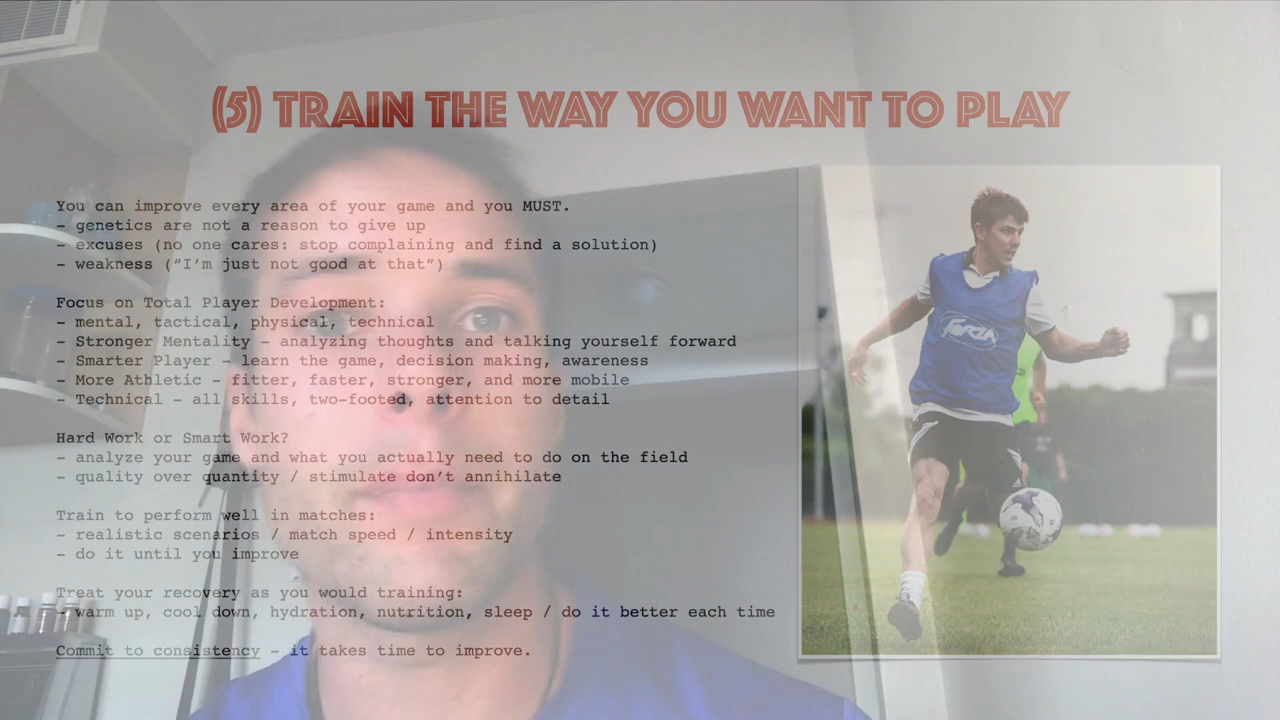 (5) TRAIN THE WAY YOU WANT TO PLAY
You can improve every area of your game and you MUST.
- genetics are not a reason to give up
- excuses (no one cares: stop complaining and find a solution)
- weakness (“I’m just not good at that”)
Focus on Total Player Development:
- mental, tactical, physical, technical
- Stronger Mentality - analyzing thoughts and talking yourself forward
- Smarter Player - learn the game, decision making, awareness
- More Athletic - fitter, faster, stronger, and more mobile
- Technical - all skills, two-footed, attention to detail
Hard Work or Smart Work?
- analyze your game and what you actually need to do on the field
- quality over quantity / stimulate don’t annihilate
Train to perform well in matches:
- realistic scenarios / match speed / intensity
- do it until you improve
Treat your recovery as you would training:
- warm up, cool down, hydration, nutrition, sleep / do it better each time
Commit to consistency - it takes time to improve.
FORZA